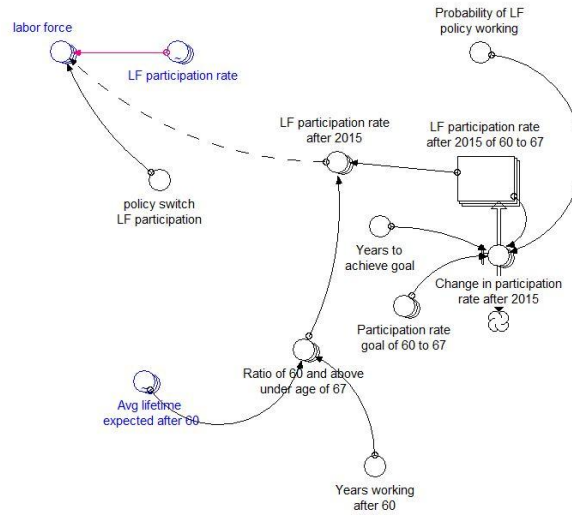 Probability of LF
policy working
labor force
LF participation rate
LF participation rate
after 2015
LF participation rate
after 2015 of 60 to 67
policy switch
LF participation
Years to
achieve goal
Change in participation
rate after 2015
Participation rate
goal of 60 to 67
Ratio of 60 and above
under age of 67
Avg lifetime
expected after 60
Years working
after 60